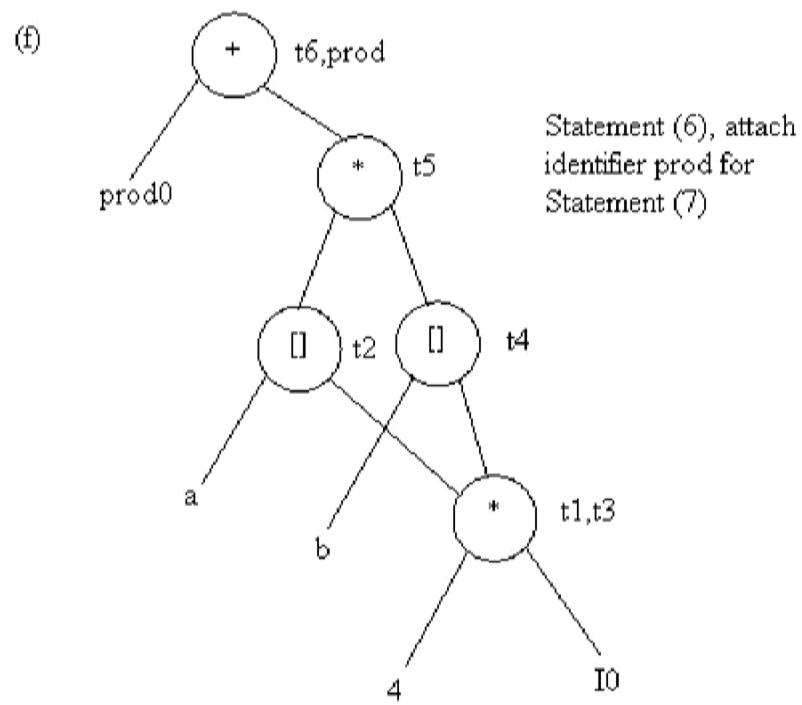 (f)
+ t6,prod
Statement (6), attach
identifier prod for
Statement (7)
* t5
prod0
[] t2
[] t4
a
b
* t1,t3
4
I0